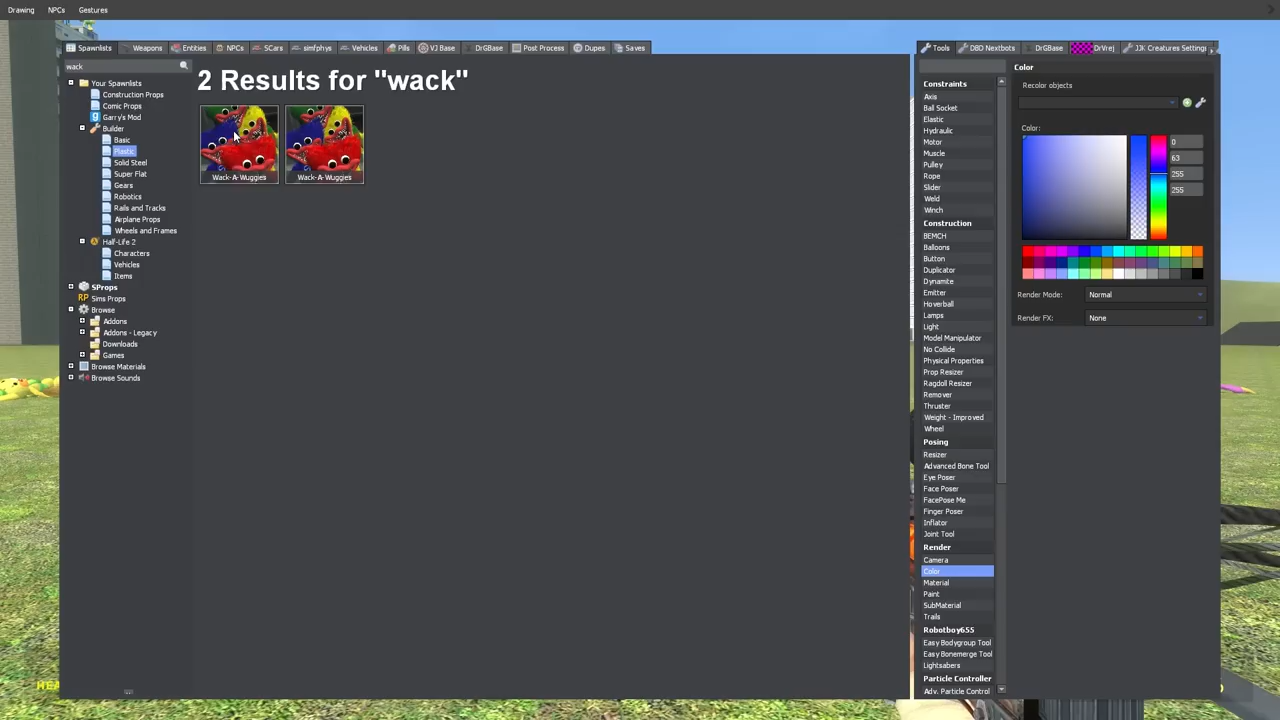 Drawing NPCs Gestures
Spawnlists Weapons Entities NPCs SCars simfphys Vehicles Pills VJ Base DrGBase Post Process Dupes Saves
wack
2 Results for "wack"
Wack-A-Wuggies Wack-A-Wuggies
Your Spawnlists
Construction Props
Comic Props
Garry's Mod
Builder
Basic
Plastic
Solid Steel
Super Flat
Gears
Robotics
Rails and Tracks
Airplane Props
Wheels and Frames
Half-Life 2
Characters
Vehicles
Items
SProps
RP Sims Props
Browse
Addons
Addons - Legacy
Downloads
Games
Browse Materials
Browse Sounds
Tools DBD Nextbots DrGBase DrVrej JJK Creatures Settings
Constraints
Axis
Ball Socket
Elastic
Hydraulic
Motor
Muscle
Pulley
Rope
Slider
Weld
Winch
Construction
BEMCH
Balloons
Button
Duplicator
Dynamite
Emitter
Hoverball
Lamps
Light
Model Manipulator
No Collide
Physical Properties
Prop Resizer
Ragdoll Resizer
Remover
Thruster
Weight - Improved
Wheel
Posing
Resizer
Advanced Bone Tool
Eye Poser
Face Poser
FacePose Me
Finger Poser
Inflator
Joint Tool
Render
Camera
Color
Material
Paint
SubMaterial
Trails
Robotboy655
Easy Bodygroup Tool
Easy Bonemerge Tool
Lightsabers
Particle Controller
Adv. Particle Control
Color
Recolor objects
Color:
0
63
255
255
Render Mode: Normal
Render FX: None